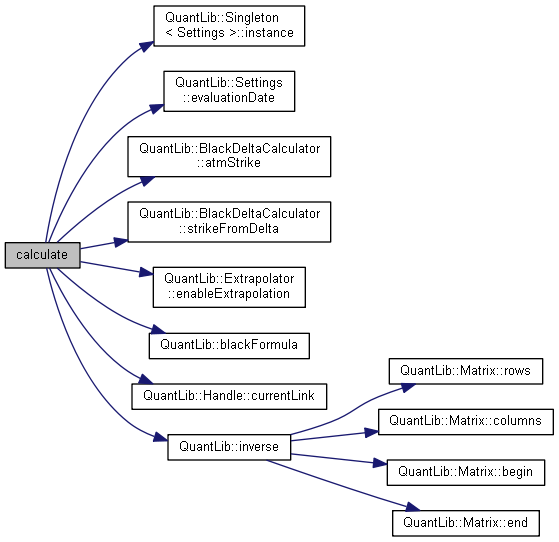 QuantLib::Singleton
< Settings >::instance
QuantLib::Settings
::evaluationDate
QuantLib::BlackDeltaCalculator
::atmStrike
QuantLib::BlackDeltaCalculator
::strikeFromDelta
calculate
QuantLib::Extrapolator
::enableExtrapolation
QuantLib::blackFormula
QuantLib::Handle::currentLink
QuantLib::inverse
QuantLib::Matrix::rows
QuantLib::Matrix::columns
QuantLib::Matrix::begin
QuantLib::Matrix::end